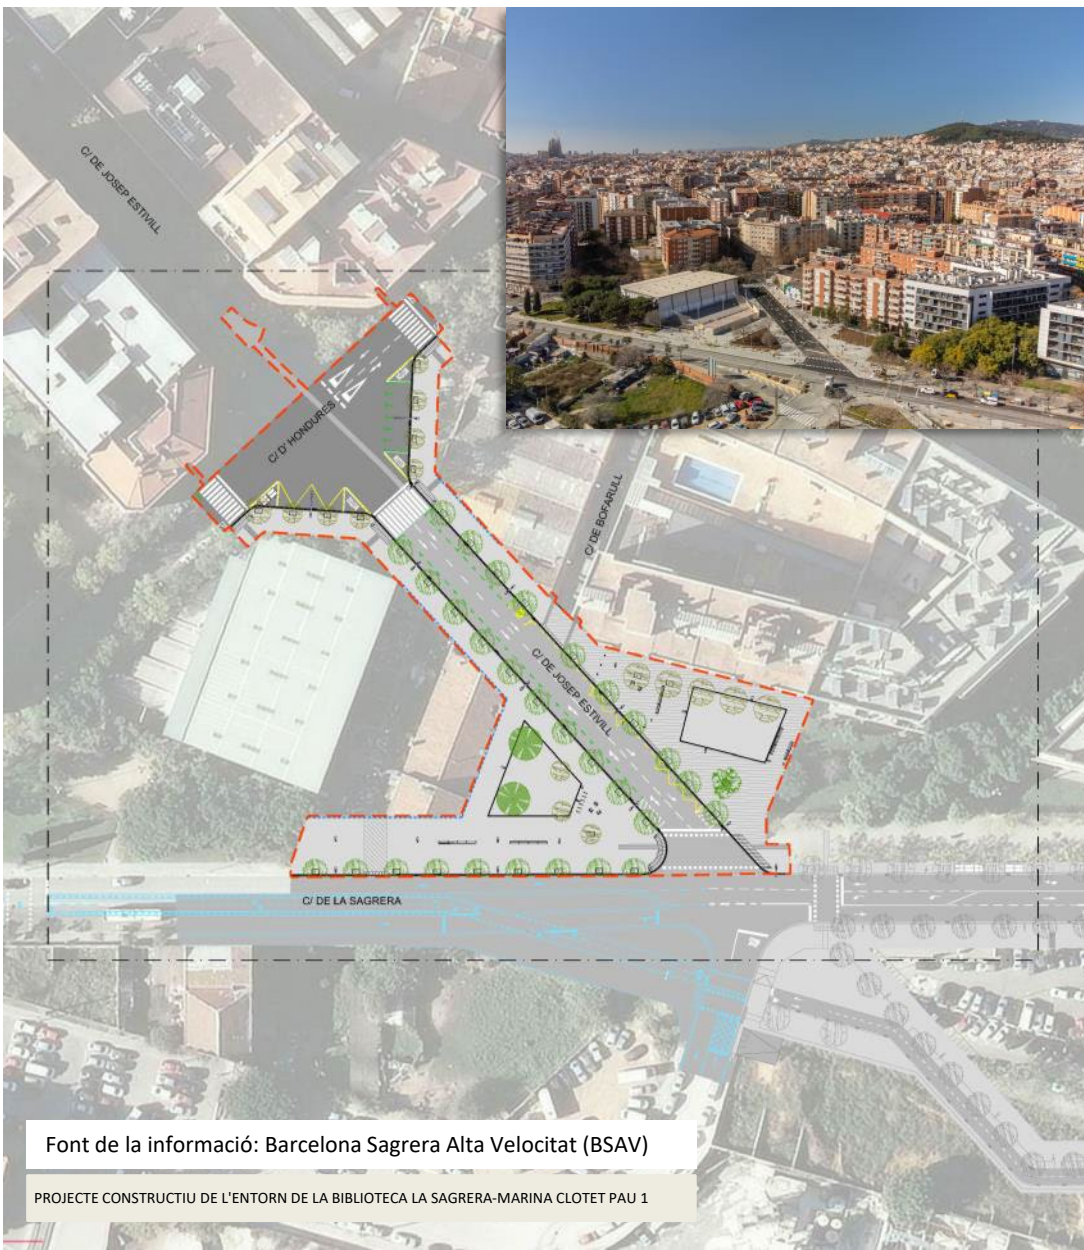 C/ DE JOSEP ESTIVILL
C/ D' HONDURES
C/ DE BOFARULL
C/ DE JOSEP ESTIVILL
C/ DE LA SAGRERA
Font de la informació: Barcelona Sagrera Alta Velocitat (BSAV)
PROJECTE CONSTRUCTIU DE L'ENTORN DE LA BIBLIOTECA LA SAGRERA-MARINA CLOTET PAU 1